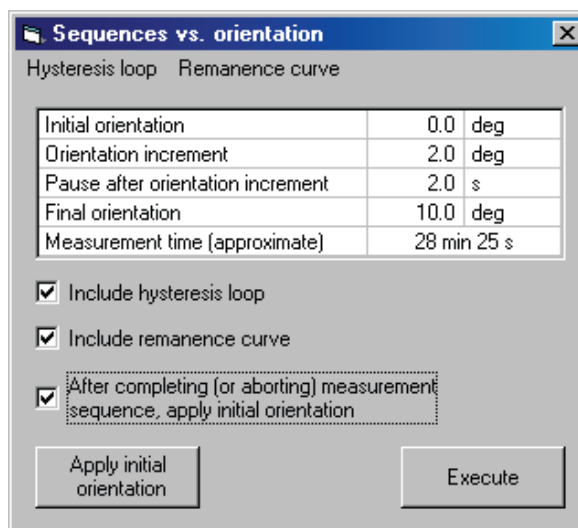 Sequences vs. orientation
Hysteresis loop Remanence curve
Initial orientation 0.0 deg
Orientation increment 2.0 deg
Pause after orientation increment 2.0 s
Final orientation 10.0 deg
Measurement time (approximate) 28 min 25 s
Include hysteresis loop
Include remanence curve
After completing (or aborting) measurement
sequence, apply initial orientation
Apply initial
orientation
Execute